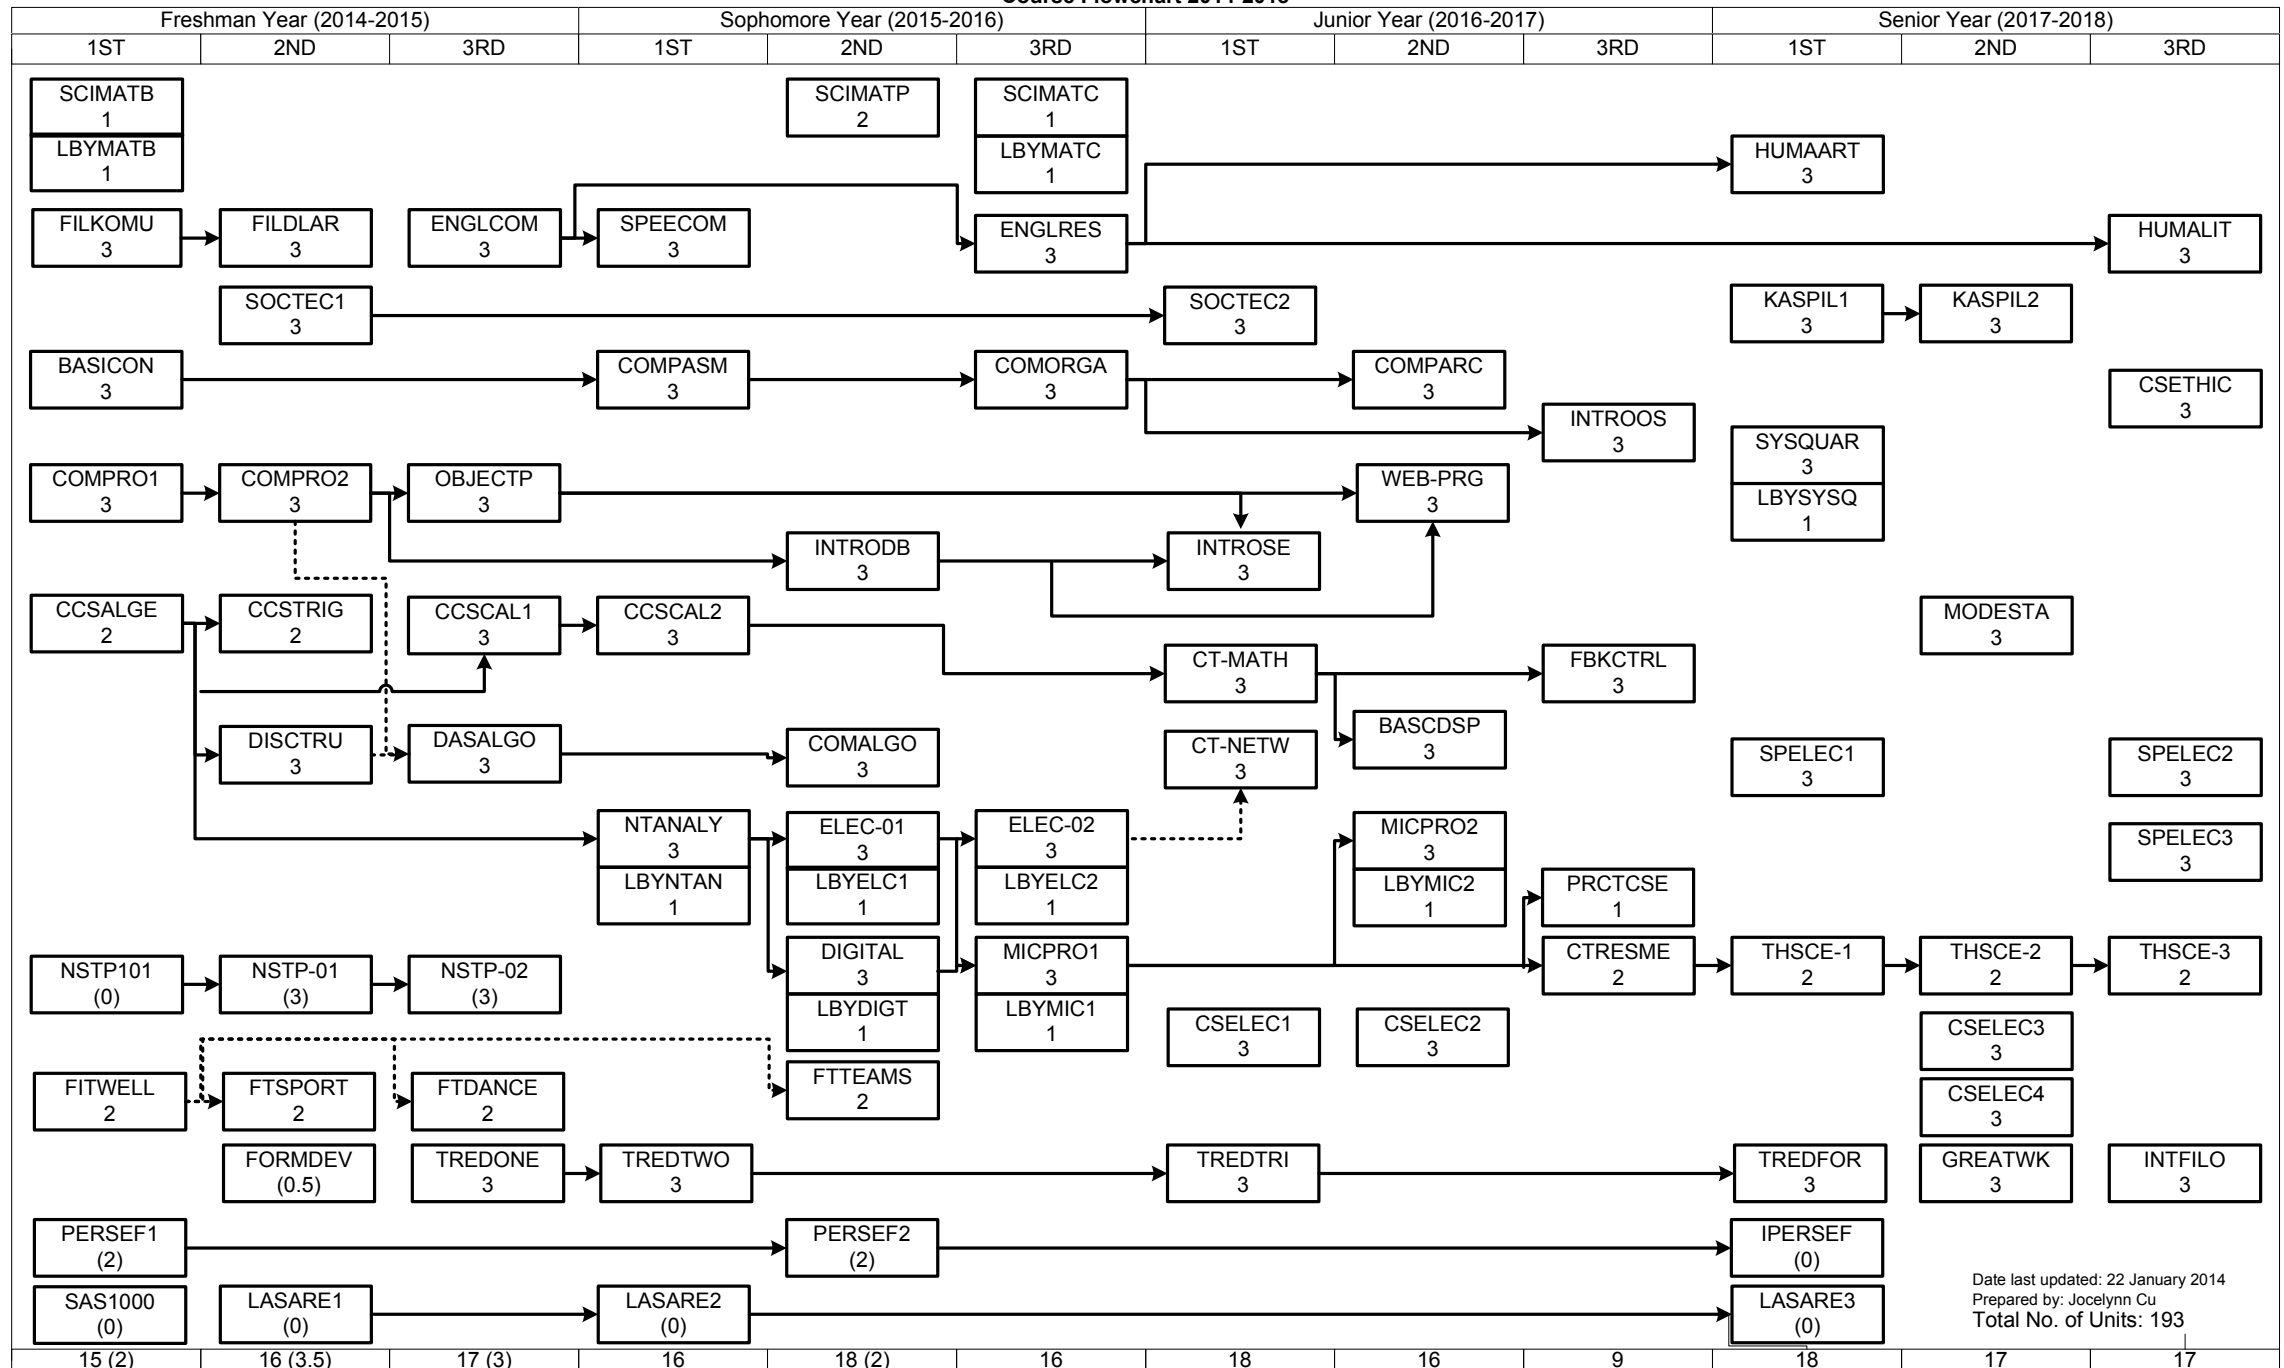 Course Flowchart 2014-2018
Freshman Year (2014-2015)
Sophomore Year (2015-2016)
Junior Year (2016-2017)
Senior Year (2017-2018)
1ST
2ND
3RD
1ST
2ND
3RD
1ST
2ND
3RD
1ST
2ND
3RD
SCIMATB
1
LBYMATB
1
SCIMATP
2
SCIMATC
1
LBYMATC
1
HUMAART
3
FILKOMU
3
FILDLAR
3
ENGLCOM
3
SPEECOM
3
ENGLRES
3
HUMALIT
3
SOCTEC1
3
SOCTEC2
3
KASPIL1
3
KASPIL2
3
BASICON
3
COMPASM
3
COMORGA
3
COMPARC
3
CSETHIC
3
INTROOS
3
SYSQUAR
3
LBYSYSQ
1
COMPRO1
3
COMPRO2
3
OBJECTP
3
WEB-PRG
3
INTRODB
3
INTROSE
3
CCSALGE
2
CCSTRIG
2
CCSCAL1
3
CCSCAL2
3
MODESTA
3
CT-MATH
3
FBKCTRL
3
DISCTRU
3
DASALGO
3
COMALGO
3
CT-NETW
3
BASCDSP
3
SPELEC1
3
SPELEC2
3
NTANALY
3
LBYNTAN
1
ELEC-01
3
LBYELC1
1
ELEC-02
3
LBYELC2
1
MICPRO2
3
LBYMIC2
1
SPELEC3
3
PRCTCSE
1
NSTP101
(0)
NSTP-01
(3)
NSTP-02
(3)
DIGITAL
3
LBYDIGT
1
MICPRO1
3
LBYMIC1
1
CTRESME
2
THSCE-1
2
THSCE-2
2
THSCE-3
2
CSELEC1
3
CSELEC2
3
CSELEC3
3
FITWELL
2
FTSPORT
2
FTDANCE
2
FTTEAMS
2
CSELEC4
3
FORMDEV
(0.5)
TREDONE
3
TREDTWO
3
TREDTRI
3
TREDFOR
3
GREATWK
3
INTFILO
3
PERSEF1
(2)
PERSEF2
(2)
IPERSEF
(0)
SAS1000
(0)
LASARE1
(0)
LASARE2
(0)
LASARE3
(0)
Date last updated: 22 January 2014
Prepared by: Jocelynn Cu
Total No. of Units: 193
15 (2)
16 (3.5)
17 (3)
16
18 (2)
16
18
16
9
18
17
17